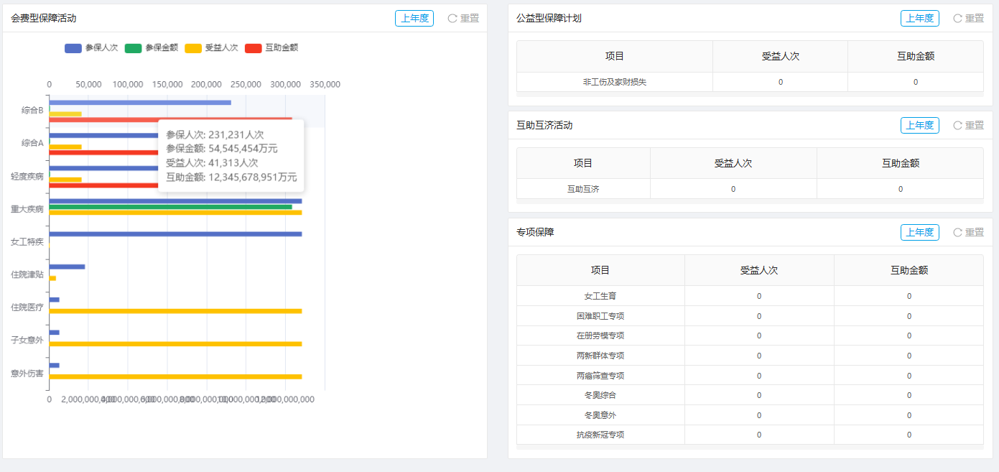 会费型保障活动 上年度 重置
参保人次 参保金额 受益人次 互助金额
0 50,000 100,000 150,000 200,000 250,000 300,000 350,000
综合B
综合A
轻度疾病
重大疾病
女工特疾
住院津贴
住院医疗
子女意外
意外伤害
参保人次: 231,231人次
参保金额: 54,545,454万元
受益人次: 41,313人次
互助金额: 12,345,678,951万元
0 2,000,000,000 4,000,000,000 6,000,000,000 8,000,000,000 10,000,000,000 12,000,000,000
公益型保障计划 上年度 重置
项目 受益人次 互助金额
非工伤及家财损失 0 0
互助互济活动 上年度 重置
项目 受益人次 互助金额
互助互济 0 0
专项保障 上年度 重置
项目 受益人次 互助金额
女工生育 0 0
困难职工专项 0 0
在册劳模专项 0 0
两新群体专项 0 0
两癌筛查专项 0 0
冬奥综合 0 0
冬奥意外 0 0
抗疫新冠专项 0 0